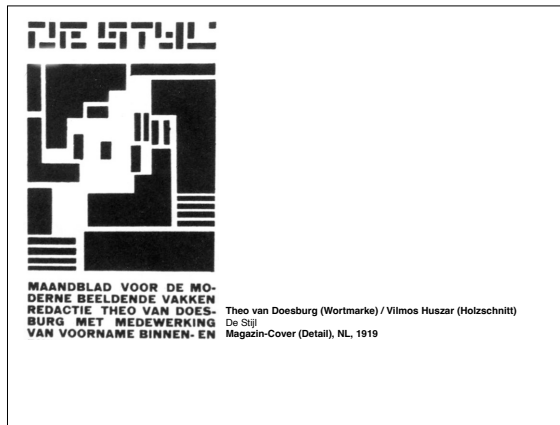 DE STIJL
MAANDBLAD VOOR DE MO-
DERNE BEELDENDE VAKKEN
REDACTIE THEO VAN DOES-
BURG MET MEDEWERKING
VAN VOORNAME BINNEN- EN
Theo van Doesburg (Wortmarke) / Vilmos Huszar (Holzschnitt)
De Stijl
Magazin-Cover (Detail), NL, 1919